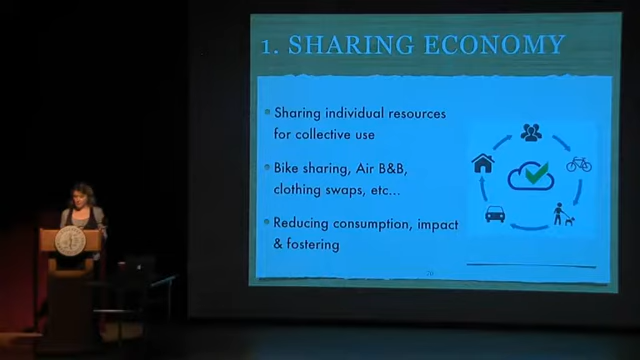 1. SHARING ECONOMY
Sharing individual resources
for collective use
Bike sharing, Air B&B,
clothing swaps, etc...
Reducing consumption, impact
& fostering